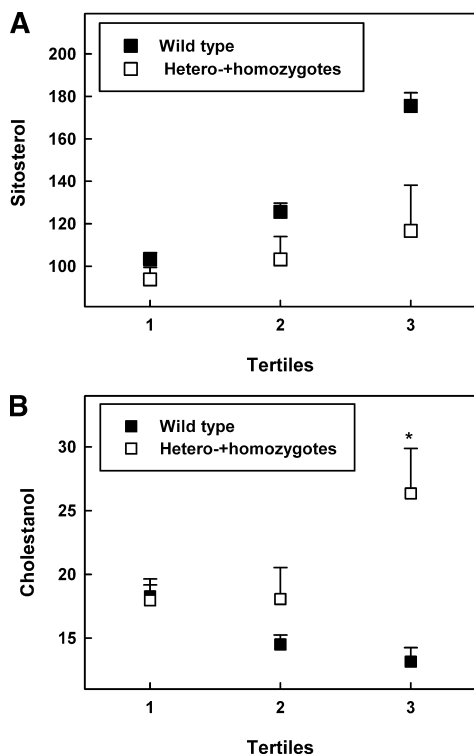 A
Wild type
Hetero-+homozygotes
Sitosterol
200
180
160
140
120
100
1 2 3
Tertiles
B
Wild type
Hetero-+homozygotes
Cholestanol
30
25
20
15
*
1 2 3
Tertiles